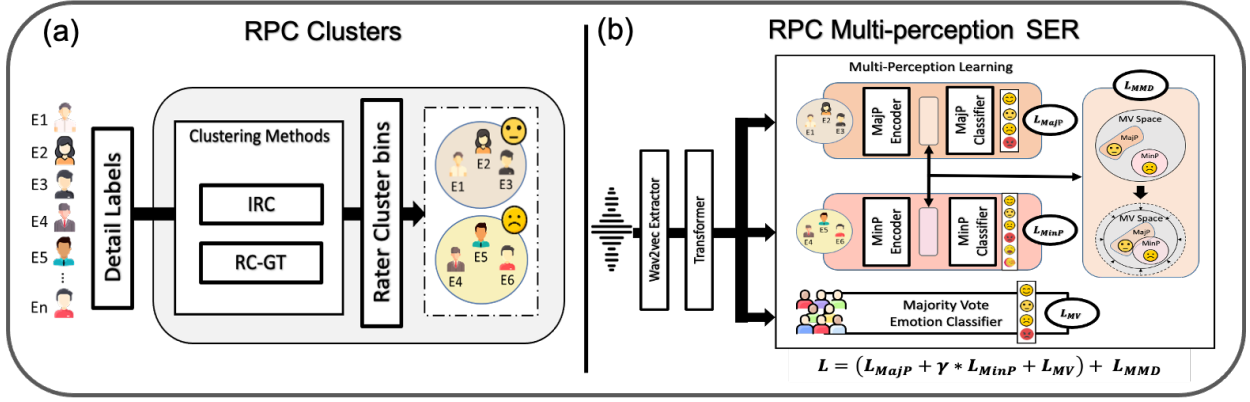 (a)
RPC Clusters
E1
E2
E3
E4
E5
En
Detail Labels
Clustering Methods
IRC
RC-GT
Rater Cluster bins
E2
E1
E3
E5
E4
E6
(b)
RPC Multi-perception SER
Wav2vec Extractor
Transformer
Multi-Perception Learning
E2
E1
E3
MajP
Encoder
MajP
Classifier
L_MajP
E5
E4
E6
MinP
Encoder
MinP
Classifier
L_MinP
Majority Vote
Emotion Classifier
L_MV
L_MMD
MV Space
MajP
MinP
MV Space
MajP
MinP
L = (L_MajP + γ * L_MinP + L_MV) + L_MMD